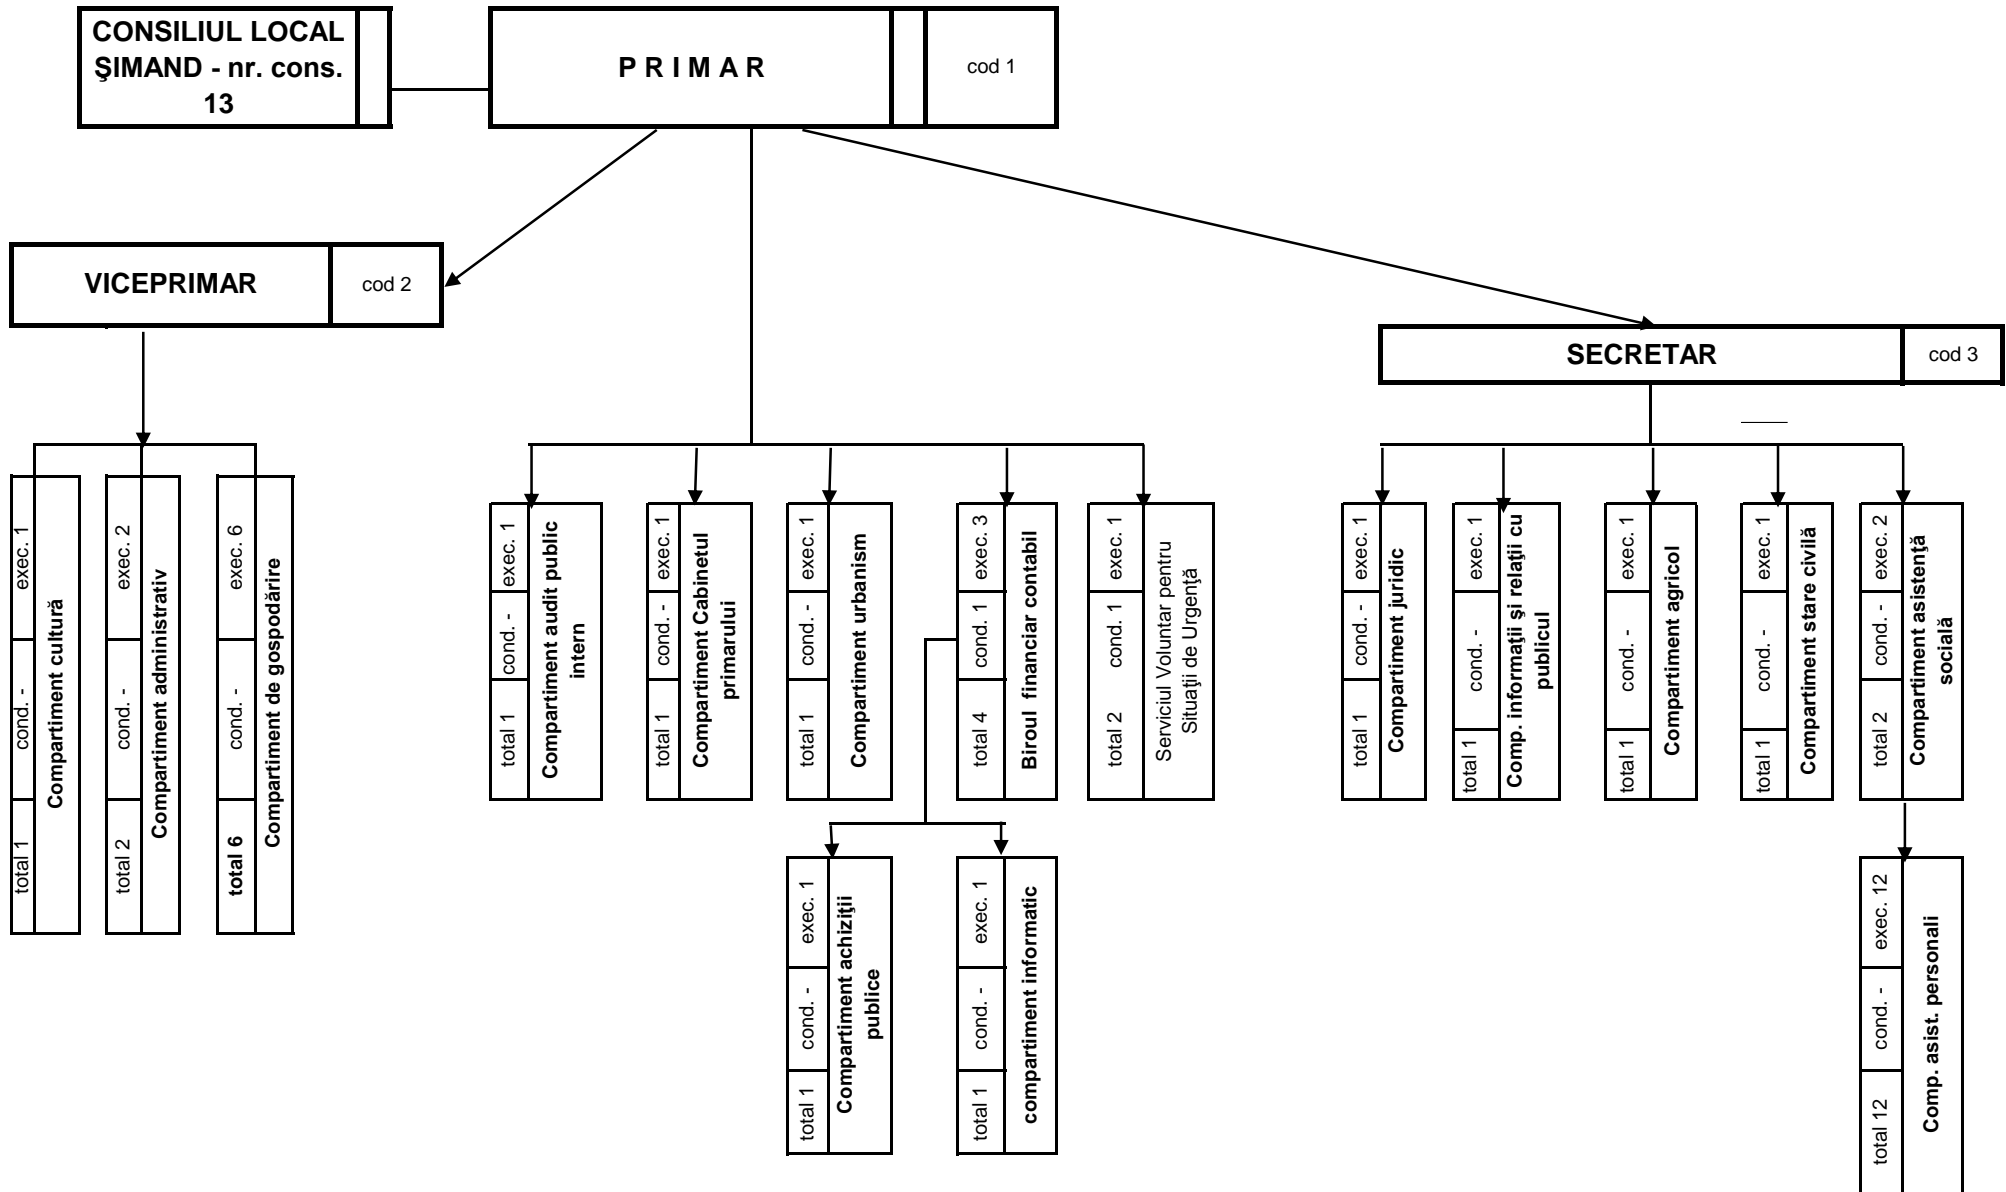 CONSILIUL LOCAL
ŞIMAND - nr. cons.
13
P R I M A R
cod 1
VICEPRIMAR
cod 2
SECRETAR
cod 3
total 1
cond. -
exec. 1
Compartiment cultură
total 2
cond. -
exec. 2
Compartiment administrativ
total 6
cond. -
exec. 6
Compartiment de gospodărire
total 1
cond. -
exec. 1
Compartiment audit public
intern
total 1
cond. -
exec. 1
Compartiment Cabinetul
primarului
total 1
cond. -
exec. 1
Compartiment urbanism
total 4
cond. 1
exec. 3
Biroul financiar contabil
total 2
cond. 1
exec. 1
Serviciul Voluntar pentru
Situaţii de Urgenţă
total 1
cond. -
exec. 1
Compartiment juridic
total 1
cond. -
exec. 1
Comp. informaţii şi relaţii cu
publicul
total 1
cond. -
exec. 1
Compartiment agricol
total 1
cond. -
exec. 1
Compartiment stare civilă
total 2
cond. -
exec. 2
Compartiment asistenţă
socială
total 1
cond. -
exec. 1
Compartiment achiziţii
publice
total 1
cond. -
exec. 1
compartiment informatic
total 12
cond. -
exec. 12
Comp. asist. personali